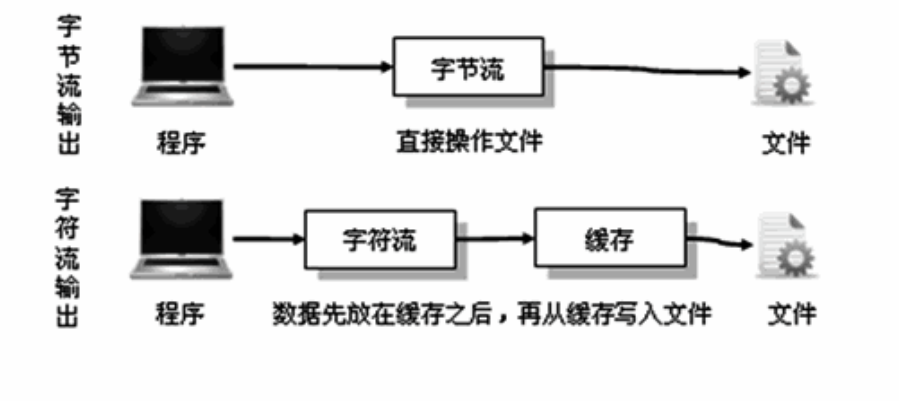 字节流输出
字节流
程序
直接操作文件
文件
字符流输出
字符流
缓存
程序
数据先放在缓存之后，再从缓存写入文件
文件